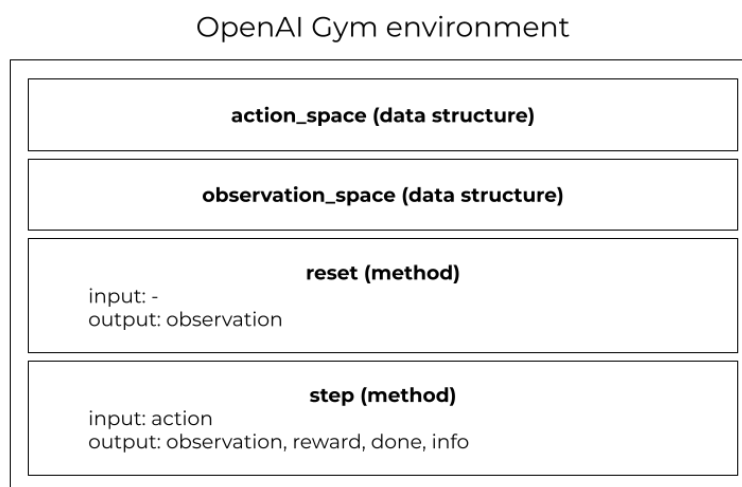 OpenAI Gym environment
action_space (data structure)
observation_space (data structure)
reset (method)
input: -
output: observation
step (method)
input: action
output: observation, reward, done, info